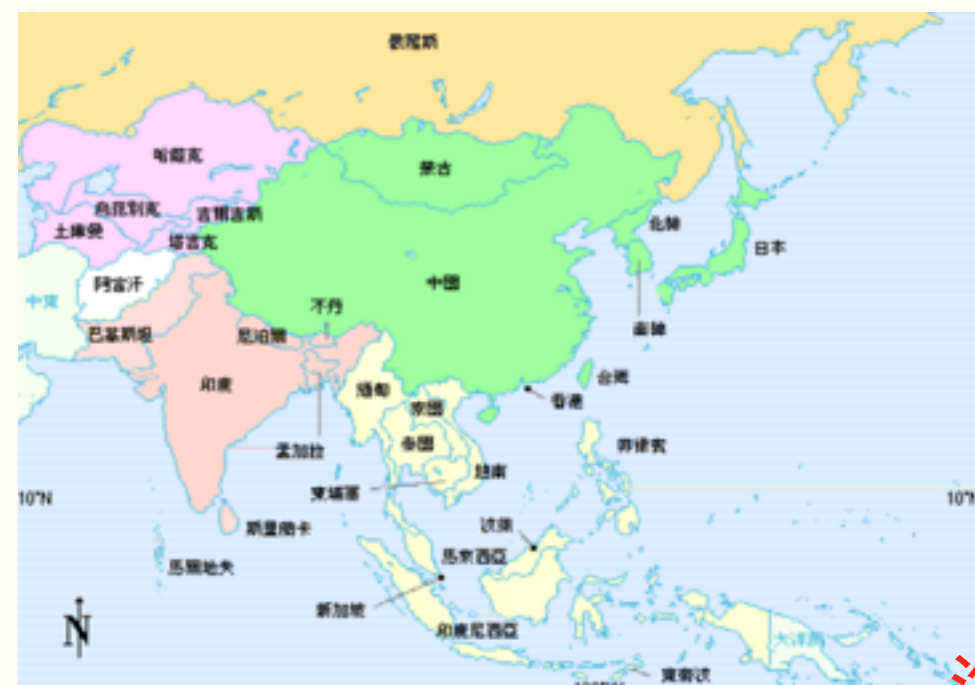 俄羅斯
哈薩克
蒙古
烏茲別克
吉爾吉斯
土庫曼
塔吉克
北韓
日本
中東
阿富汗
中國
不丹
巴基斯坦
尼泊爾
南韓
印度
緬甸
台灣
香港
寮國
泰國
菲律賓
孟加拉
越南
柬埔寨
10°N
10°N
斯里蘭卡
汶萊
馬來西亞
馬爾地夫
新加坡
印度尼西亞
大洋洲
東帝汶
N